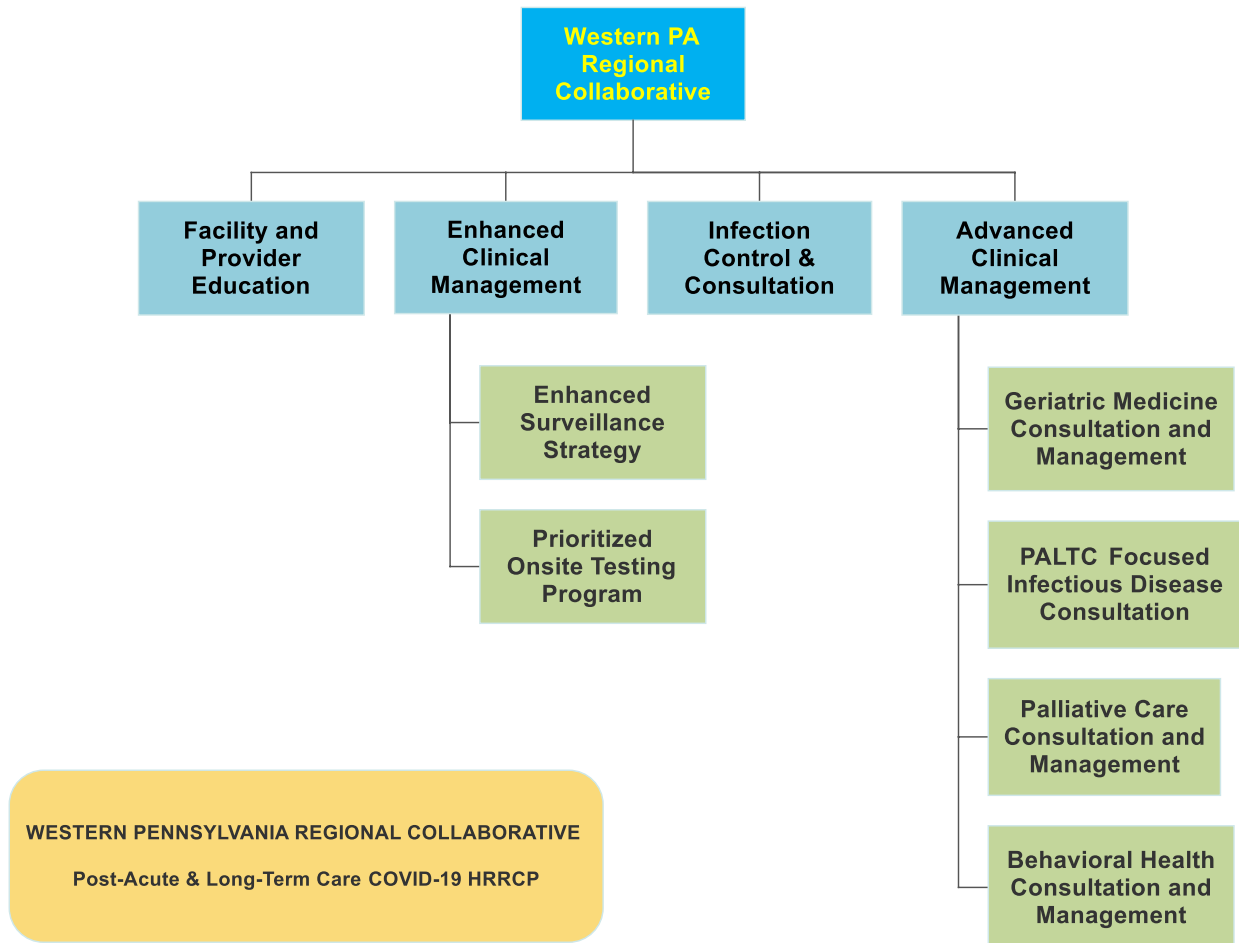 Western PA
Regional
Collaborative
Facility and
Provider
Education
Enhanced
Clinical
Management
Infection
Control &
Consultation
Advanced
Clinical
Management
Enhanced
Surveillance
Strategy
Prioritized
Onsite Testing
Program
Geriatric Medicine
Consultation and
Management
PALTC Focused
Infectious Disease
Consultation
Palliative Care
Consultation and
Management
Behavioral Health
Consultation and
Management
WESTERN PENNSYLVANIA REGIONAL COLLABORATIVE
Post-Acute & Long-Term Care COVID-19 HRRCP